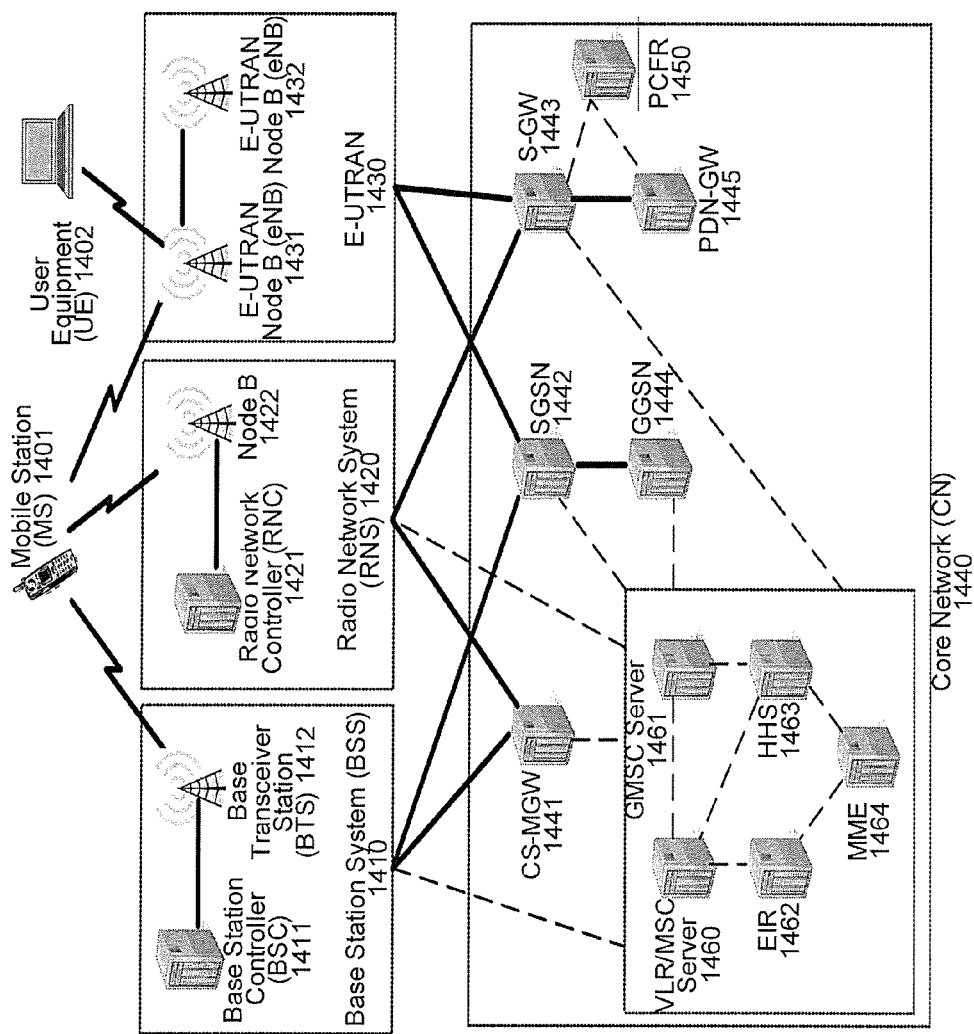 Mobile Station
(MS) 1401
User
Equipment
(UE) 1402
Base Station
Controller
(BSC)
1411
Base
Transceiver
Station
(BTS) 1412
Base Station System (BSS)
1410
Radio Network
Controller (RNC)
1421
Node B
1422
Radio Network System
(RNS) 1420
E-UTRAN
Node B (eNB)
1431
E-UTRAN
Node B (eNB)
1432
E-UTRAN
1430
CS-MGW
1441
SGSN
1442
GGSN
1444
S-GW
1443
PDN-GW
1445
PCFR
1450
VLR/MSC
Server
1460
GMSC Server
1461
EIR
1462
HHS
1463
MME
1464
Core Network (CN)
1440